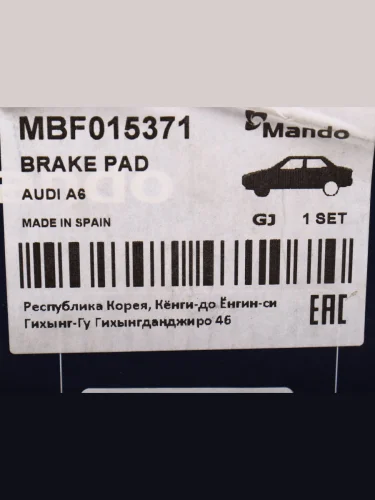 MBF015371
Mando
BRAKE PAD
AUDI A6
MADE IN SPAIN GJ 1 SET
Республика Корея, Кёнги-до Ёнгин-си
Гихынг-Гу Гихынгданджиро 46
EAC